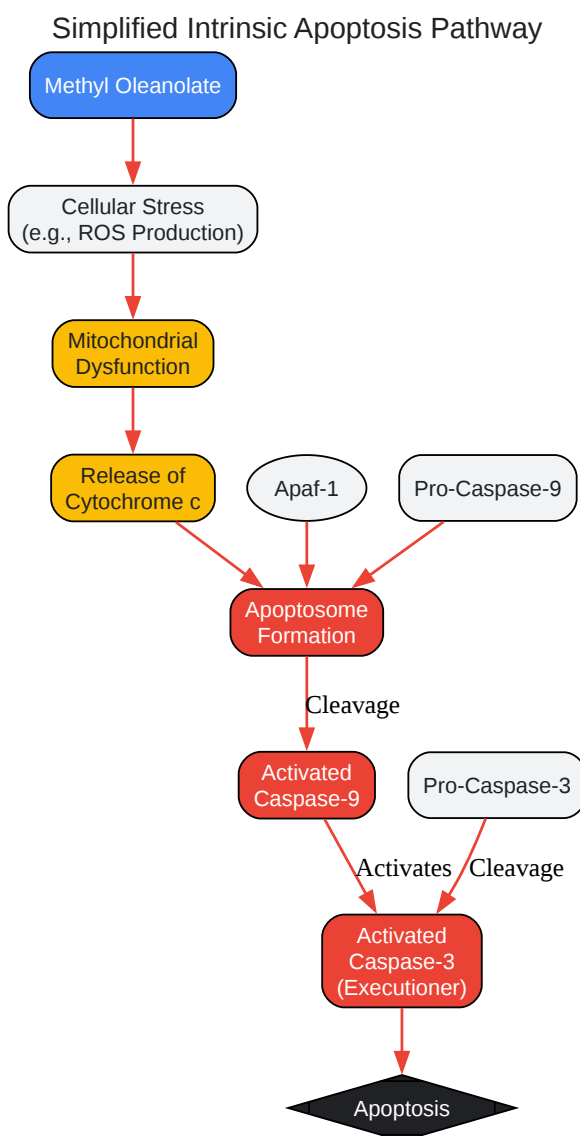 Simplified Intrinsic Apoptosis Pathway
Methyl Oleanolate
Cellular Stress
(e.g., ROS Production)
Mitochondrial
Dysfunction
Release of
Cytochrome c
Apaf-1
Pro-Caspase-9
Apoptosome
Formation
Cleavage
Activated
Caspase-9
Pro-Caspase-3
Activates
Cleavage
Activated
Caspase-3
(Executioner)
Apoptosis